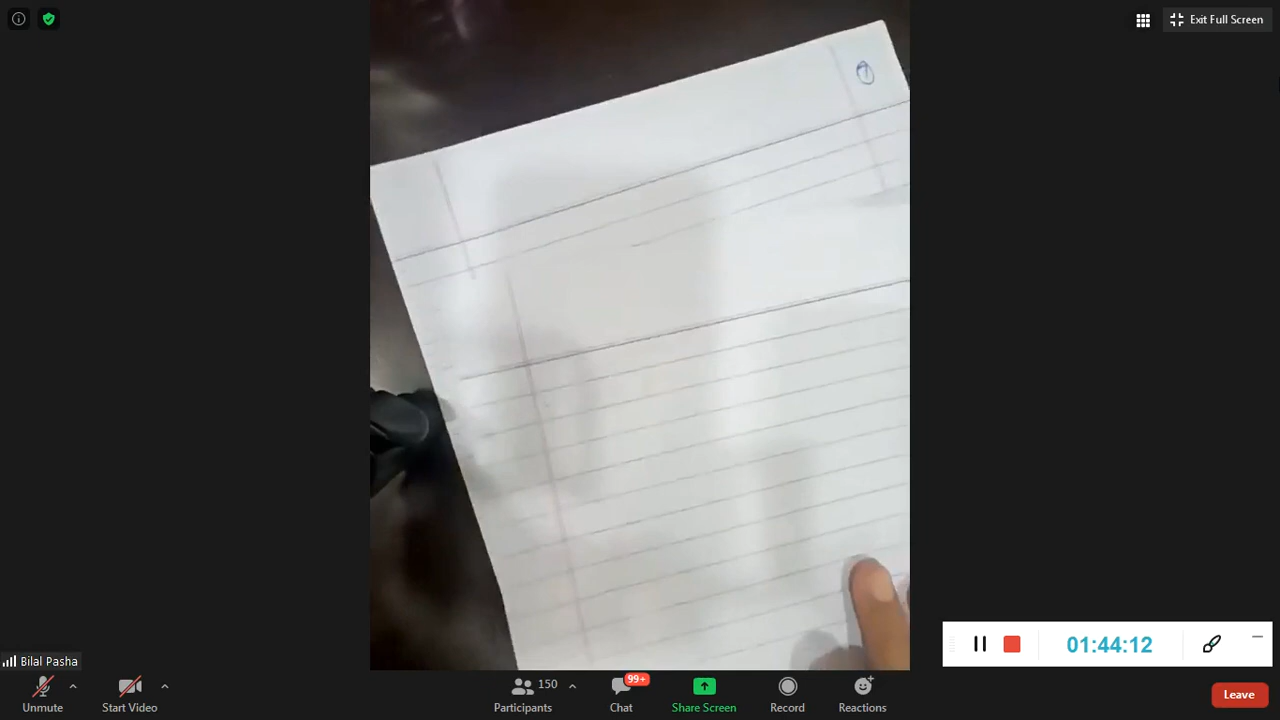 Exit Full Screen
7
Bilal Pasha
01:44:12
Unmute
Start Video
150
Participants
99+
Chat
Share Screen
Record
Reactions
Leave